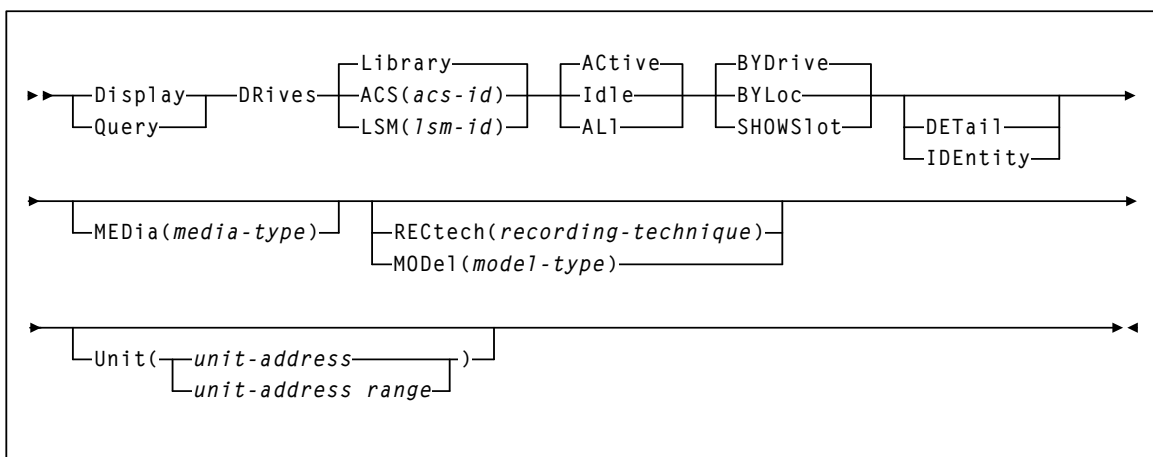 Library ACtive BYDrive
Display DRives ACS(acs-id) Idle BYLoc
Query LSM(lsm-id) ALl SHOWSlot DETail
IDEntity
MEDia(media-type) RECtech(recording-technique)
MODel(model-type)
Unit( unit-address )
unit-address range